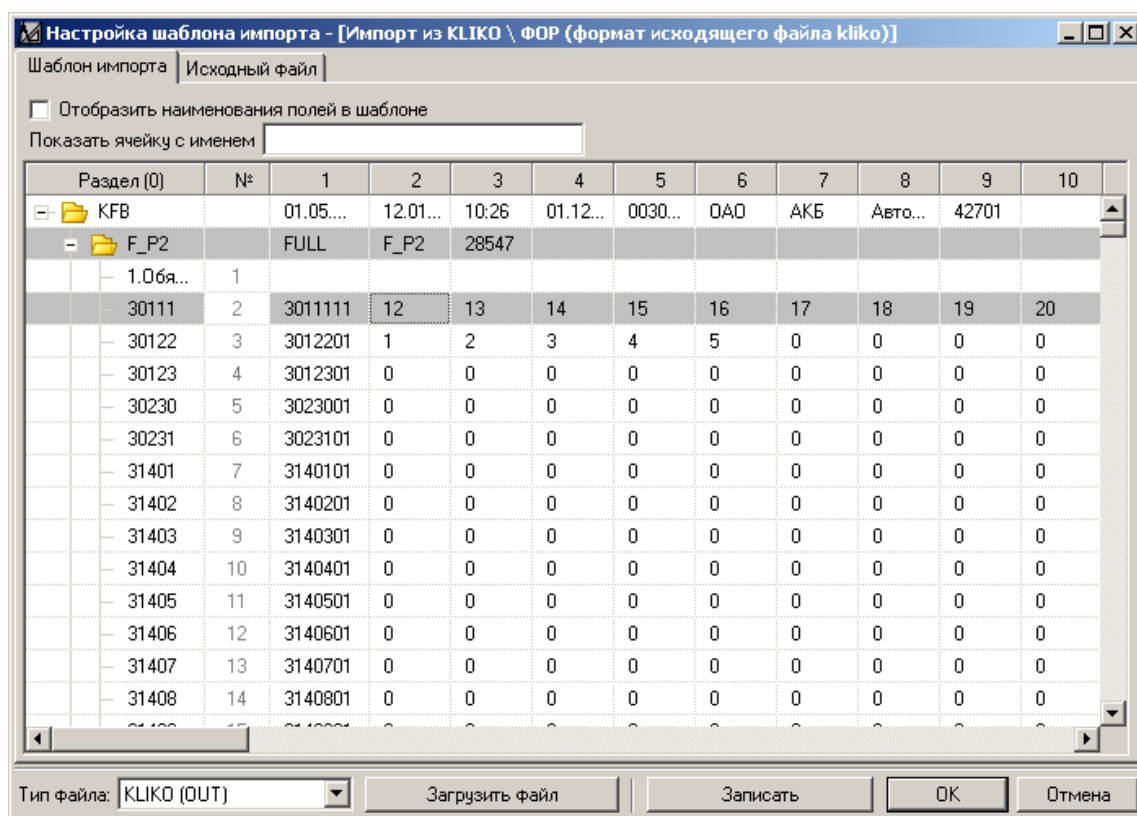 Настройка шаблона импорта - [Импорт из KLIKO \ ФОР (формат исходящего файла kliko)]
Шаблон импорта Исходный файл
Отобразить наименования полей в шаблоне
Показать ячейку с именем
Раздел (0) № 1 2 3 4 5 6 7 8 9 10
KFB 01.05.... 12.01... 10:26 01.12... 0030... ОАО АКБ Авто... 42701
F_P2 FULL F_P2 28547
1.Обя... 1
30111 2 3011111 12 13 14 15 16 17 18 19 20
30122 3 3012201 1 2 3 4 5 0 0 0 0
30123 4 3012301 0 0 0 0 0 0 0 0 0
30230 5 3023001 0 0 0 0 0 0 0 0 0
30231 6 3023101 0 0 0 0 0 0 0 0 0
31401 7 3140101 0 0 0 0 0 0 0 0 0
31402 8 3140201 0 0 0 0 0 0 0 0 0
31403 9 3140301 0 0 0 0 0 0 0 0 0
31404 10 3140401 0 0 0 0 0 0 0 0 0
31405 11 3140501 0 0 0 0 0 0 0 0 0
31406 12 3140601 0 0 0 0 0 0 0 0 0
31407 13 3140701 0 0 0 0 0 0 0 0 0
31408 14 3140801 0 0 0 0 0 0 0 0 0
Тип файла: KLIKO (OUT) Загрузить файл Записать OK Отмена